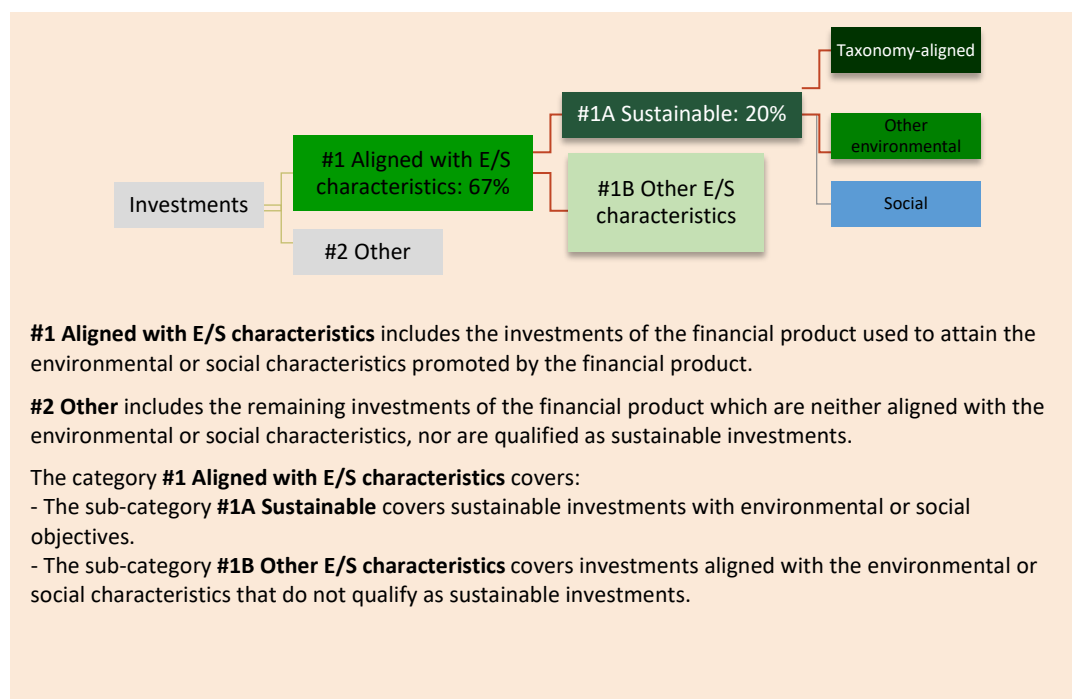 Taxonomy-aligned
#1A Sustainable: 20%
Other
environmental
#1 Aligned with E/S
characteristics: 67%
#1B Other E/S
characteristics
Investments
Social
#2 Other
#1 Aligned with E/S characteristics includes the investments of the financial product used to attain the
environmental or social characteristics promoted by the financial product.
#2 Other includes the remaining investments of the financial product which are neither aligned with the
environmental or social characteristics, nor are qualified as sustainable investments.
The category #1 Aligned with E/S characteristics covers:
- The sub-category #1A Sustainable covers sustainable investments with environmental or social
objectives.
- The sub-category #1B Other E/S characteristics covers investments aligned with the environmental or
social characteristics that do not qualify as sustainable investments.